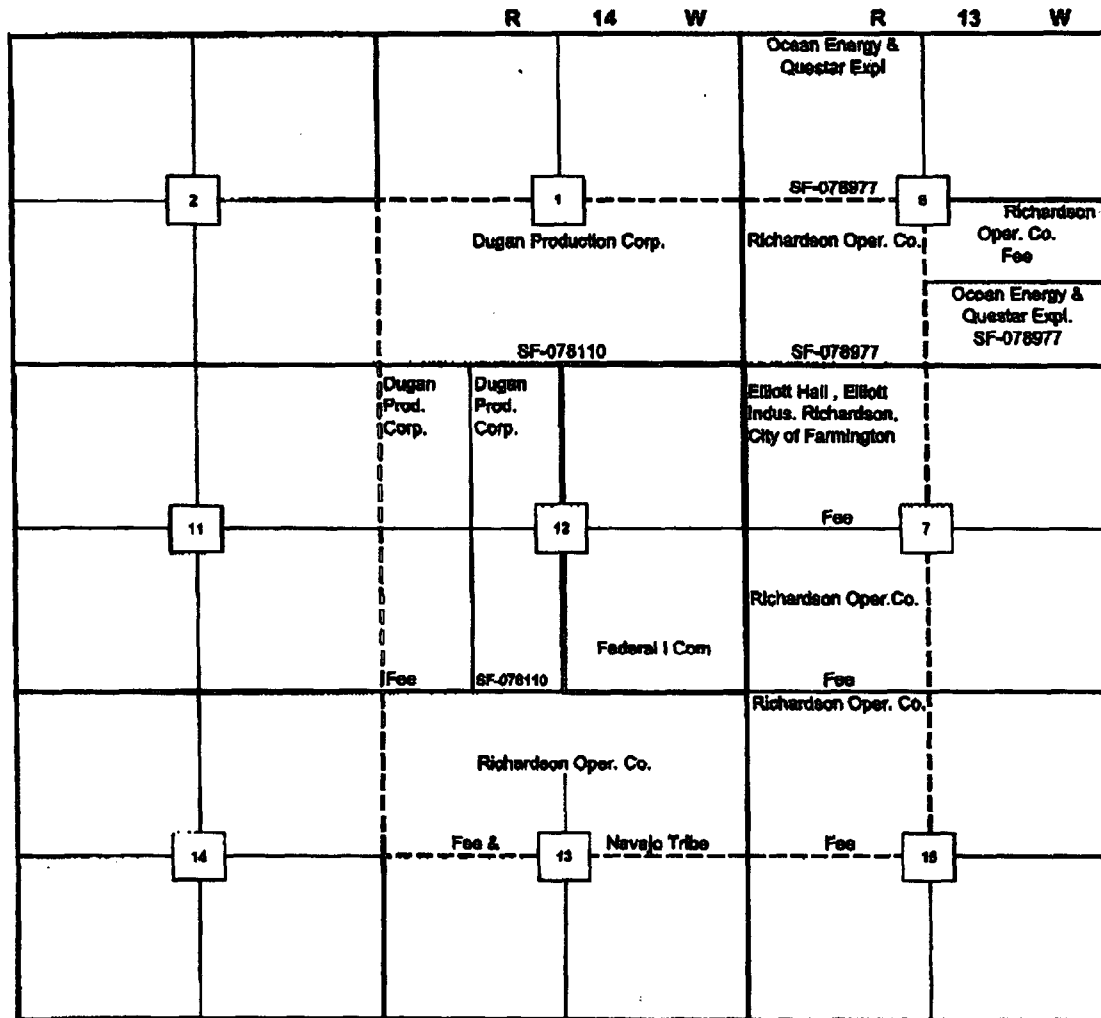 R 14 W R 13 W
Ocean Energy &
Questar Expl
2
1
SF-078977
6
Dugan Production Corp.
Richardson Oper. Co.
Richardson
Oper. Co.
Fee
Ocean Energy &
Questar Expl.
SF-078977
SF-078110
SF-078977
Dugan
Prod.
Corp.
Dugan
Prod.
Corp.
Elliott Hall , Elliott
Indus. Richardson,
City of Farmington
11
12
Fee
7
Richardson Oper.Co.
Federal I Com
Fee
SF-078110
Fee
Richardson Oper. Co.
Richardson Oper. Co.
14
Fee &
13
Navajo Tribe
Fee